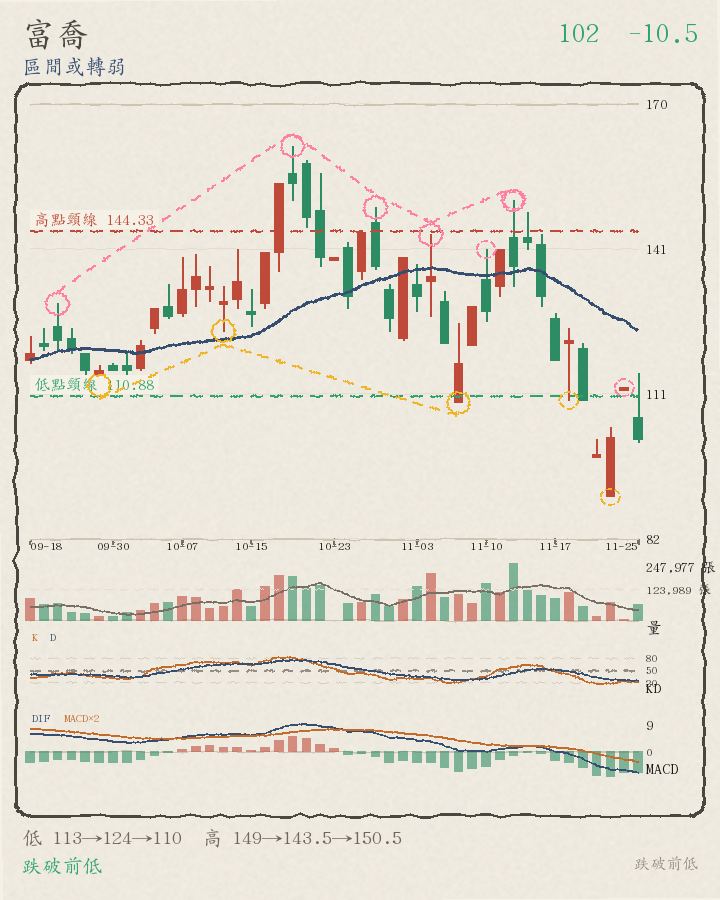 富喬
102 -10.5
區間或轉弱
170
高點頸線 144.33
141
低點頸線 110.88
111
82
09-18 09-30 10-07 10-15 10-23 11-03 11-10 11-17 11-25
247,977 張
123,989 張
量
K D
80
50
20
KD
DIF MACD×2
9
0
MACD
低 113→124→110 高 149→143.5→150.5
跌破前低
跌破前低